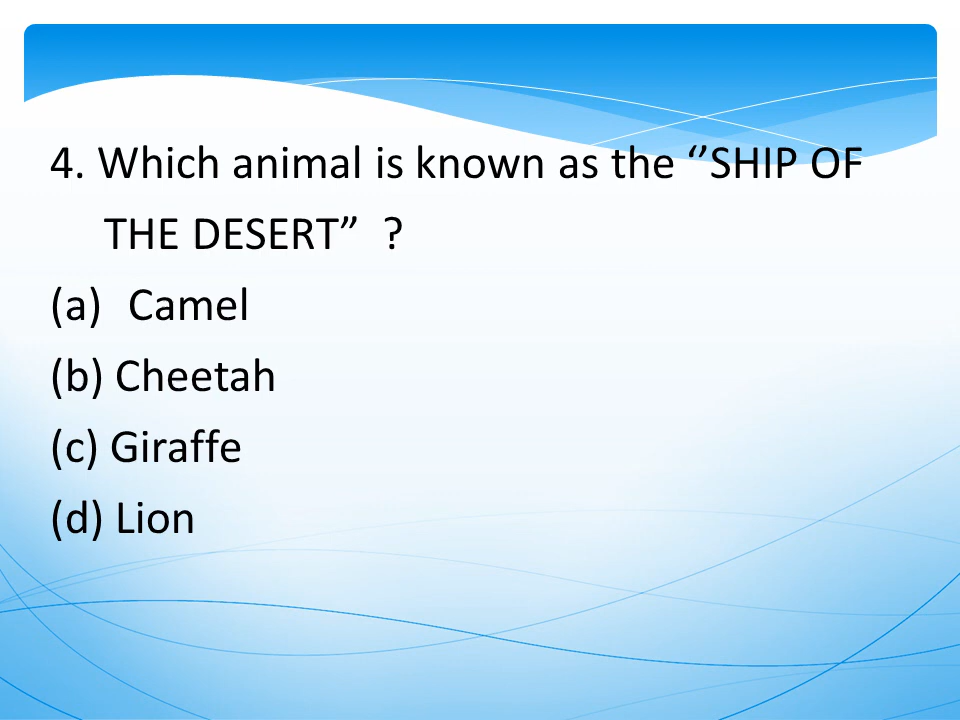 4. Which animal is known as the ‘’SHIP OF
THE DESERT” ?
(a) Camel
(b) Cheetah
(c) Giraffe
(d) Lion